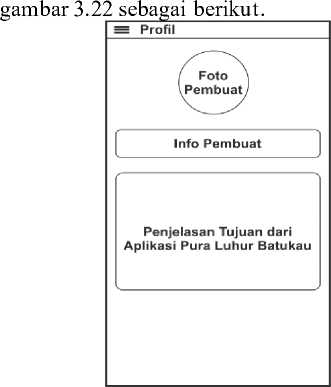 gambar 3.22 sebagai berikut.
Profil
Foto
Pembuat
Info Pembuat
Penjelasan Tujuan dari
Aplikasi Pura Luhur Batukau